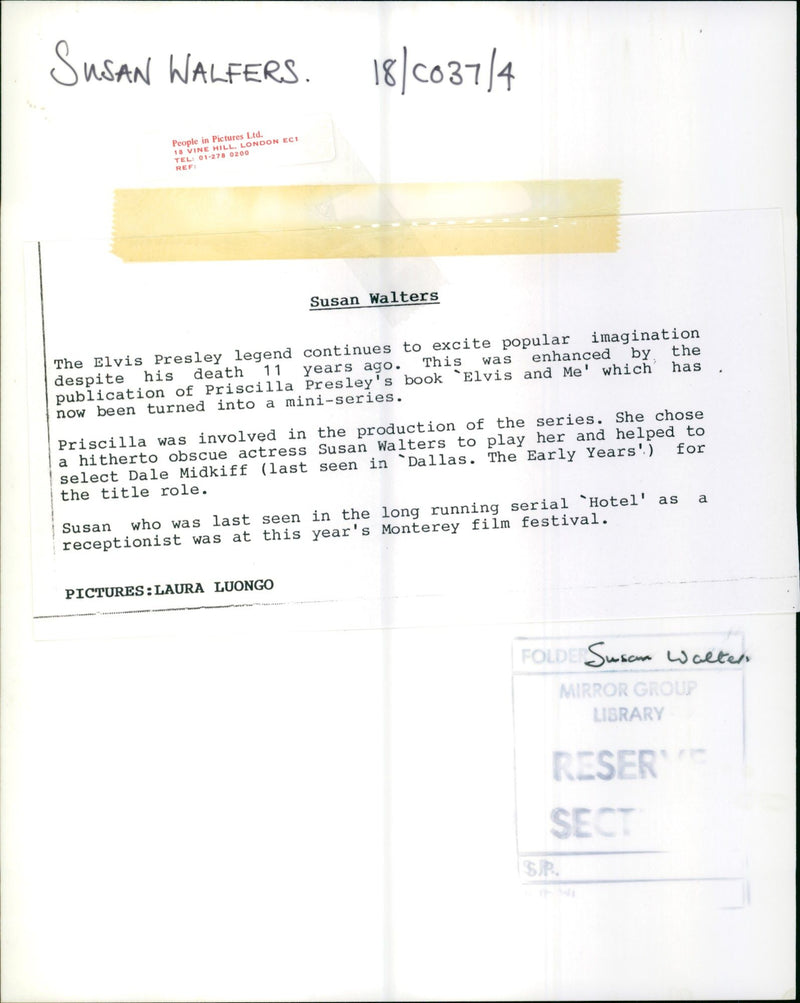 SUSAN WALFERS. 18/C037/4
People in Pictures Ltd.
18 VINE HILL, LONDON EC1
TEL: 01-278 0200
REF:
Susan Walters
The Elvis Presley legend continues to excite popular imagination
despite his death 11 years ago. This was enhanced by the
publication of Priscilla Presley's book `Elvis and Me' which has
now been turned into a mini-series.
Priscilla was involved in the production of the series. She chose
a hitherto obscue actress Susan Walters to play her and helped to
select Dale Midkiff (last seen in `Dallas. The Early Years') for
the title role.
Susan who was last seen in the long running serial `Hotel' as a
receptionist was at this year's Monterey film festival.
PICTURES:LAURA LUONGO
FOLDER Susan Walters
MIRROR GROUP
LIBRARY
RESERV
SECT
S.P.